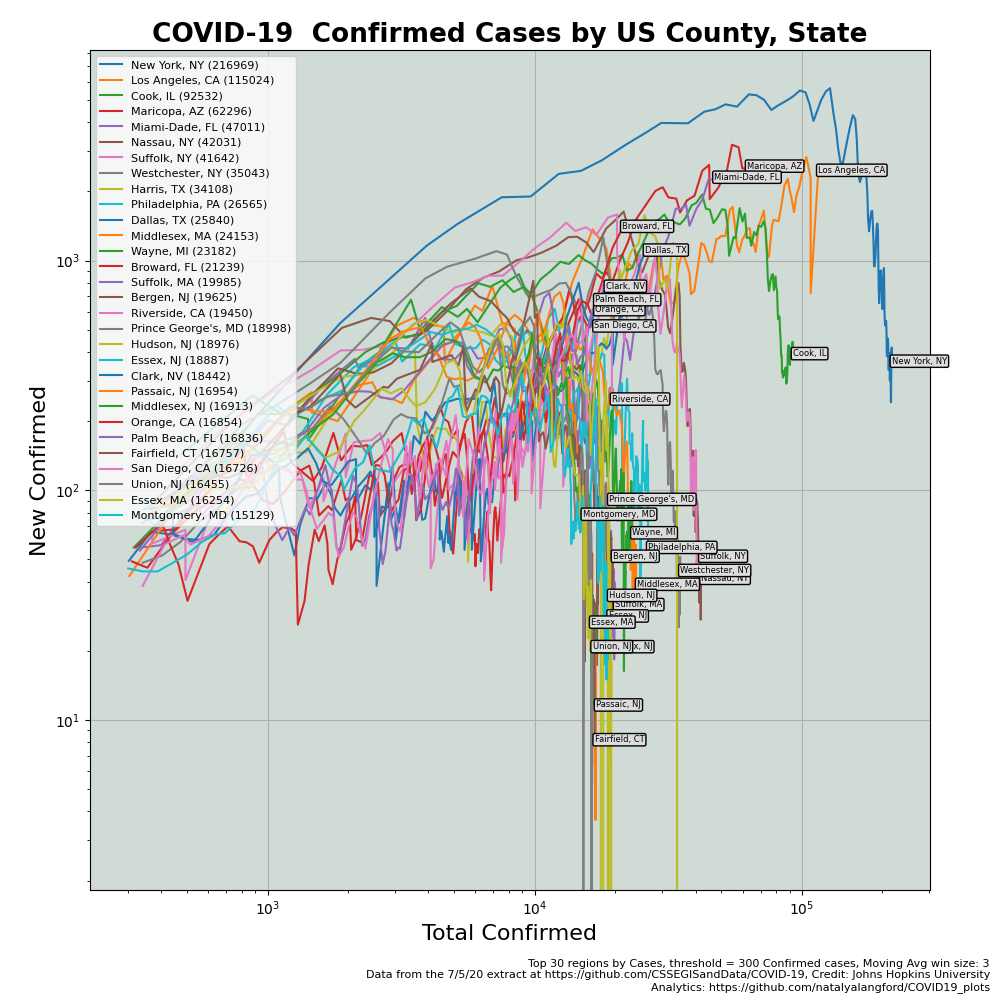 COVID-19  Confirmed Cases by US County, State
New York, NY (216969)
Los Angeles, CA (115024)
Cook, IL (92532)
Maricopa, AZ (62296)
Miami-Dade, FL (47011)
Nassau, NY (42031)
Suffolk, NY (41642)
Westchester, NY (35043)
Harris, TX (34108)
Philadelphia, PA (26565)
Dallas, TX (25840)
Middlesex, MA (24153)
Wayne, MI (23182)
Broward, FL (21239)
Suffolk, MA (19985)
Bergen, NJ (19625)
Riverside, CA (19450)
Prince George's, MD (18998)
Hudson, NJ (18976)
Essex, NJ (18887)
Clark, NV (18442)
Passaic, NJ (16954)
Middlesex, NJ (16913)
Orange, CA (16854)
Palm Beach, FL (16836)
Fairfield, CT (16757)
San Diego, CA (16726)
Union, NJ (16455)
Essex, MA (16254)
Montgomery, MD (15129)
Maricopa, AZ
Los Angeles, CA
Miami-Dade, FL
Broward, FL
Dallas, TX
Clark, NV
Palm Beach, FL
Orange, CA
San Diego, CA
Cook, IL
New York, NY
Riverside, CA
Prince George's, MD
Montgomery, MD
Wayne, MI
Philadelphia, PA
Bergen, NJ
Suffolk, NY
Westchester, NY
Nassau, NY
Middlesex, MA
Hudson, NJ
Suffolk, MA
Essex, NJ
Essex, MA
Union, NJ
x, NJ
Passaic, NJ
Fairfield, CT
10³
10²
10¹
New Confirmed
10³ 10⁴ 10⁵
Total Confirmed
Top 30 regions by Cases, threshold = 300 Confirmed cases, Moving Avg win size: 3
Data from the 7/5/20 extract at https://github.com/CSSEGISandData/COVID-19, Credit: Johns Hopkins University
Analytics: https://github.com/natalyalangford/COVID19_plots